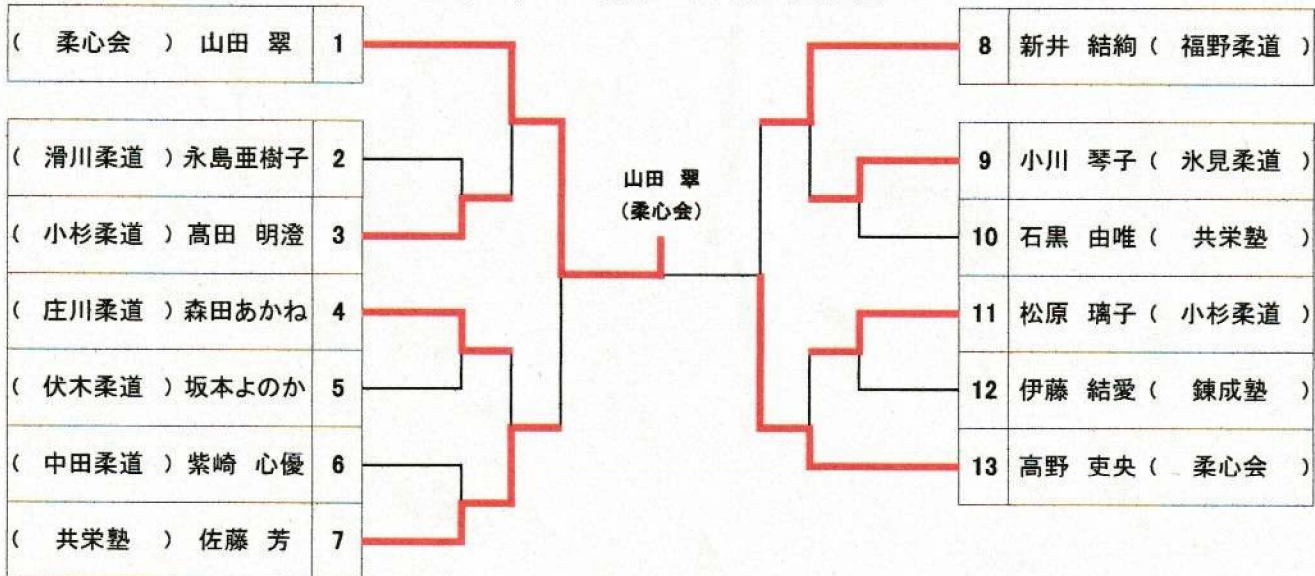 ( 柔心会 ) 山田 翠 1
( 滑川柔道 ) 永島亜樹子 2
( 小杉柔道 ) 髙田 明澄 3
( 庄川柔道 ) 森田あかね 4
( 伏木柔道 ) 坂本よのか 5
( 中田柔道 ) 紫崎 心優 6
( 共栄塾 ) 佐藤 芳 7
山田 翠
(柔心会)
8 新井 結絢 ( 福野柔道 )
9 小川 琴子 ( 氷見柔道 )
10 石黒 由唯 ( 共栄塾 )
11 松原 璃子 ( 小杉柔道 )
12 伊藤 結愛 ( 錬成塾 )
13 高野 吏央 ( 柔心会 )